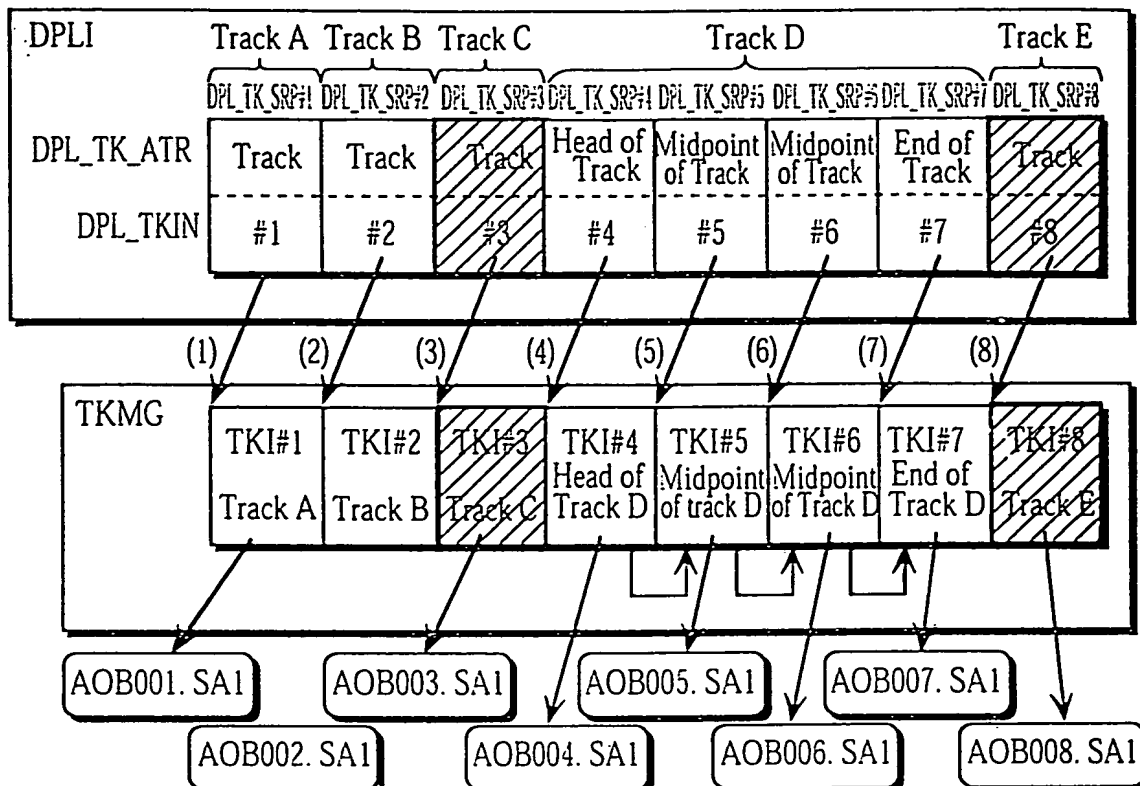 DPLI
Track A Track B Track C Track D Track E
DPL_TK_SRP#1 DPL_TK_SRP#2 DPL_TK_SRP#3 DPL_TK_SRP#4 DPL_TK_SRP#5 DPL_TK_SRP#6 DPL_TK_SRP#7 DPL_TK_SRP#8
DPL_TK_ATR
Track
Track
Track
Head of
Track
Midpoint
of Track
Midpoint
of Track
End of
Track
Track
DPL_TKIN
#1 #2 #3 #4 #5 #6 #7 #8
(1) (2) (3) (4) (5) (6) (7) (8)
TKMG
TKI#1
Track A
TKI#2
Track B
TKI#3
Track C
TKI#4
Head of
Track D
TKI#5
Midpoint
of track D
TKI#6
Midpoint
of Track D
TKI#7
End of
Track D
TKI#8
Track E
AOB001. SA1 AOB003. SA1 AOB005. SA1 AOB007. SA1
AOB002. SA1 AOB004. SA1 AOB006. SA1 AOB008. SA1